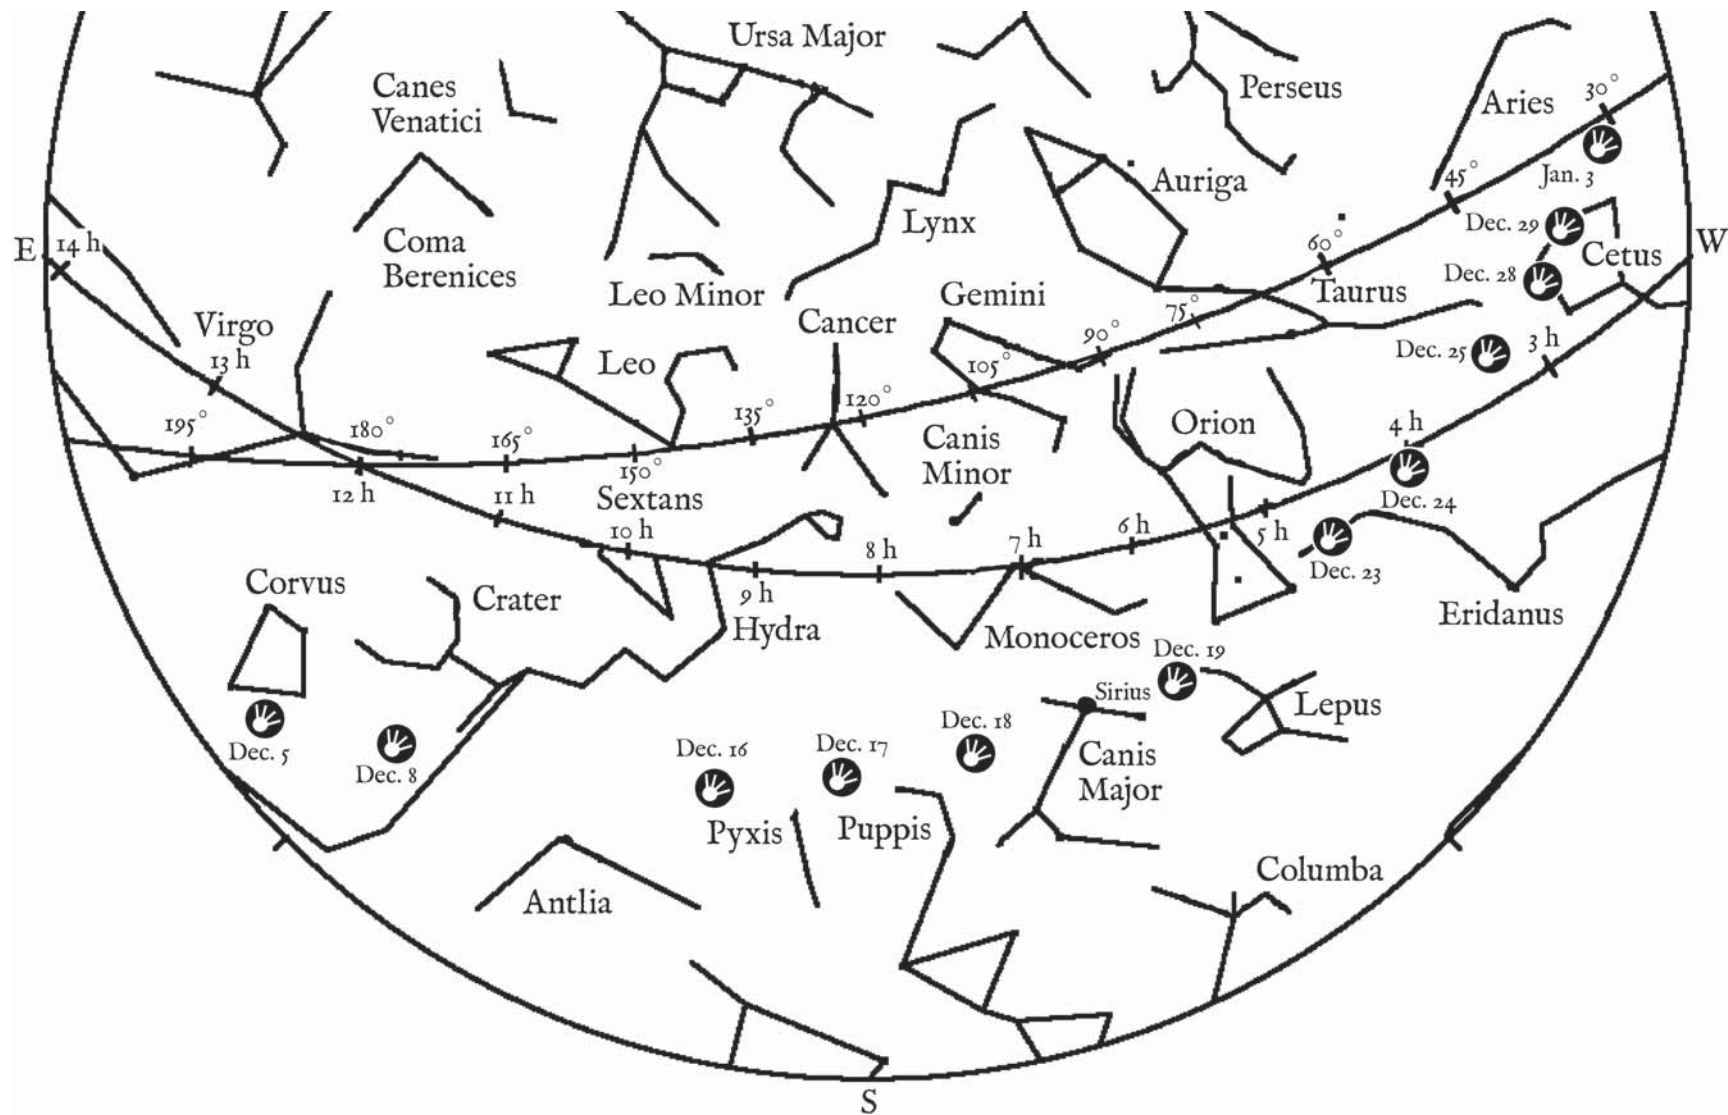 Ursa Major
Canes
Venatici
Perseus
Aries
30°
Jan. 3
Auriga
45°
Lynx
Dec. 29
Coma
Berenices
E
14 h
W
60°
Cetus
Dec. 28
Leo Minor
Gemini
Taurus
75°
Virgo
Cancer
90°
Dec. 25
3 h
13 h
Leo
105°
120°
135°
195°
180°
165°
150°
Canis
Minor
Orion
4 h
12 h
11 h
Sextans
10 h
Dec. 24
8 h
7 h
6 h
5 h
Dec. 23
Corvus
Crater
9 h
Hydra
Monoceros
Eridanus
Dec. 19
Sirius
Lepus
Dec. 5
Dec. 8
Dec. 16
Dec. 17
Dec. 18
Canis
Major
Pyxis
Puppis
Columba
Antlia
S